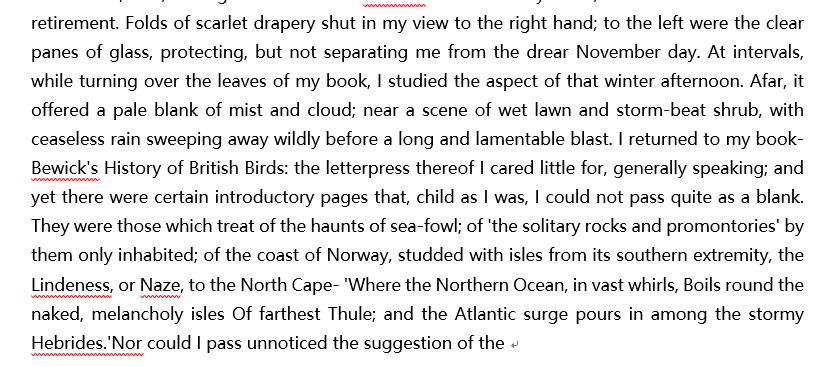 retirement. Folds of scarlet drapery shut in my view to the right hand; to the left were the clear
panes of glass, protecting, but not separating me from the drear November day. At intervals,
while turning over the leaves of my book, I studied the aspect of that winter afternoon. Afar, it
offered a pale blank of mist and cloud; near a scene of wet lawn and storm-beat shrub, with
ceaseless rain sweeping away wildly before a long and lamentable blast. I returned to my book-
Bewick's History of British Birds: the letterpress thereof I cared little for, generally speaking; and
yet there were certain introductory pages that, child as I was, I could not pass quite as a blank.
They were those which treat of the haunts of sea-fowl; of 'the solitary rocks and promontories' by
them only inhabited; of the coast of Norway, studded with isles from its southern extremity, the
Lindeness, or Naze, to the North Cape- 'Where the Northern Ocean, in vast whirls, Boils round the
naked, melancholy isles Of farthest Thule; and the Atlantic surge pours in among the stormy
Hebrides.'Nor could I pass unnoticed the suggestion of the